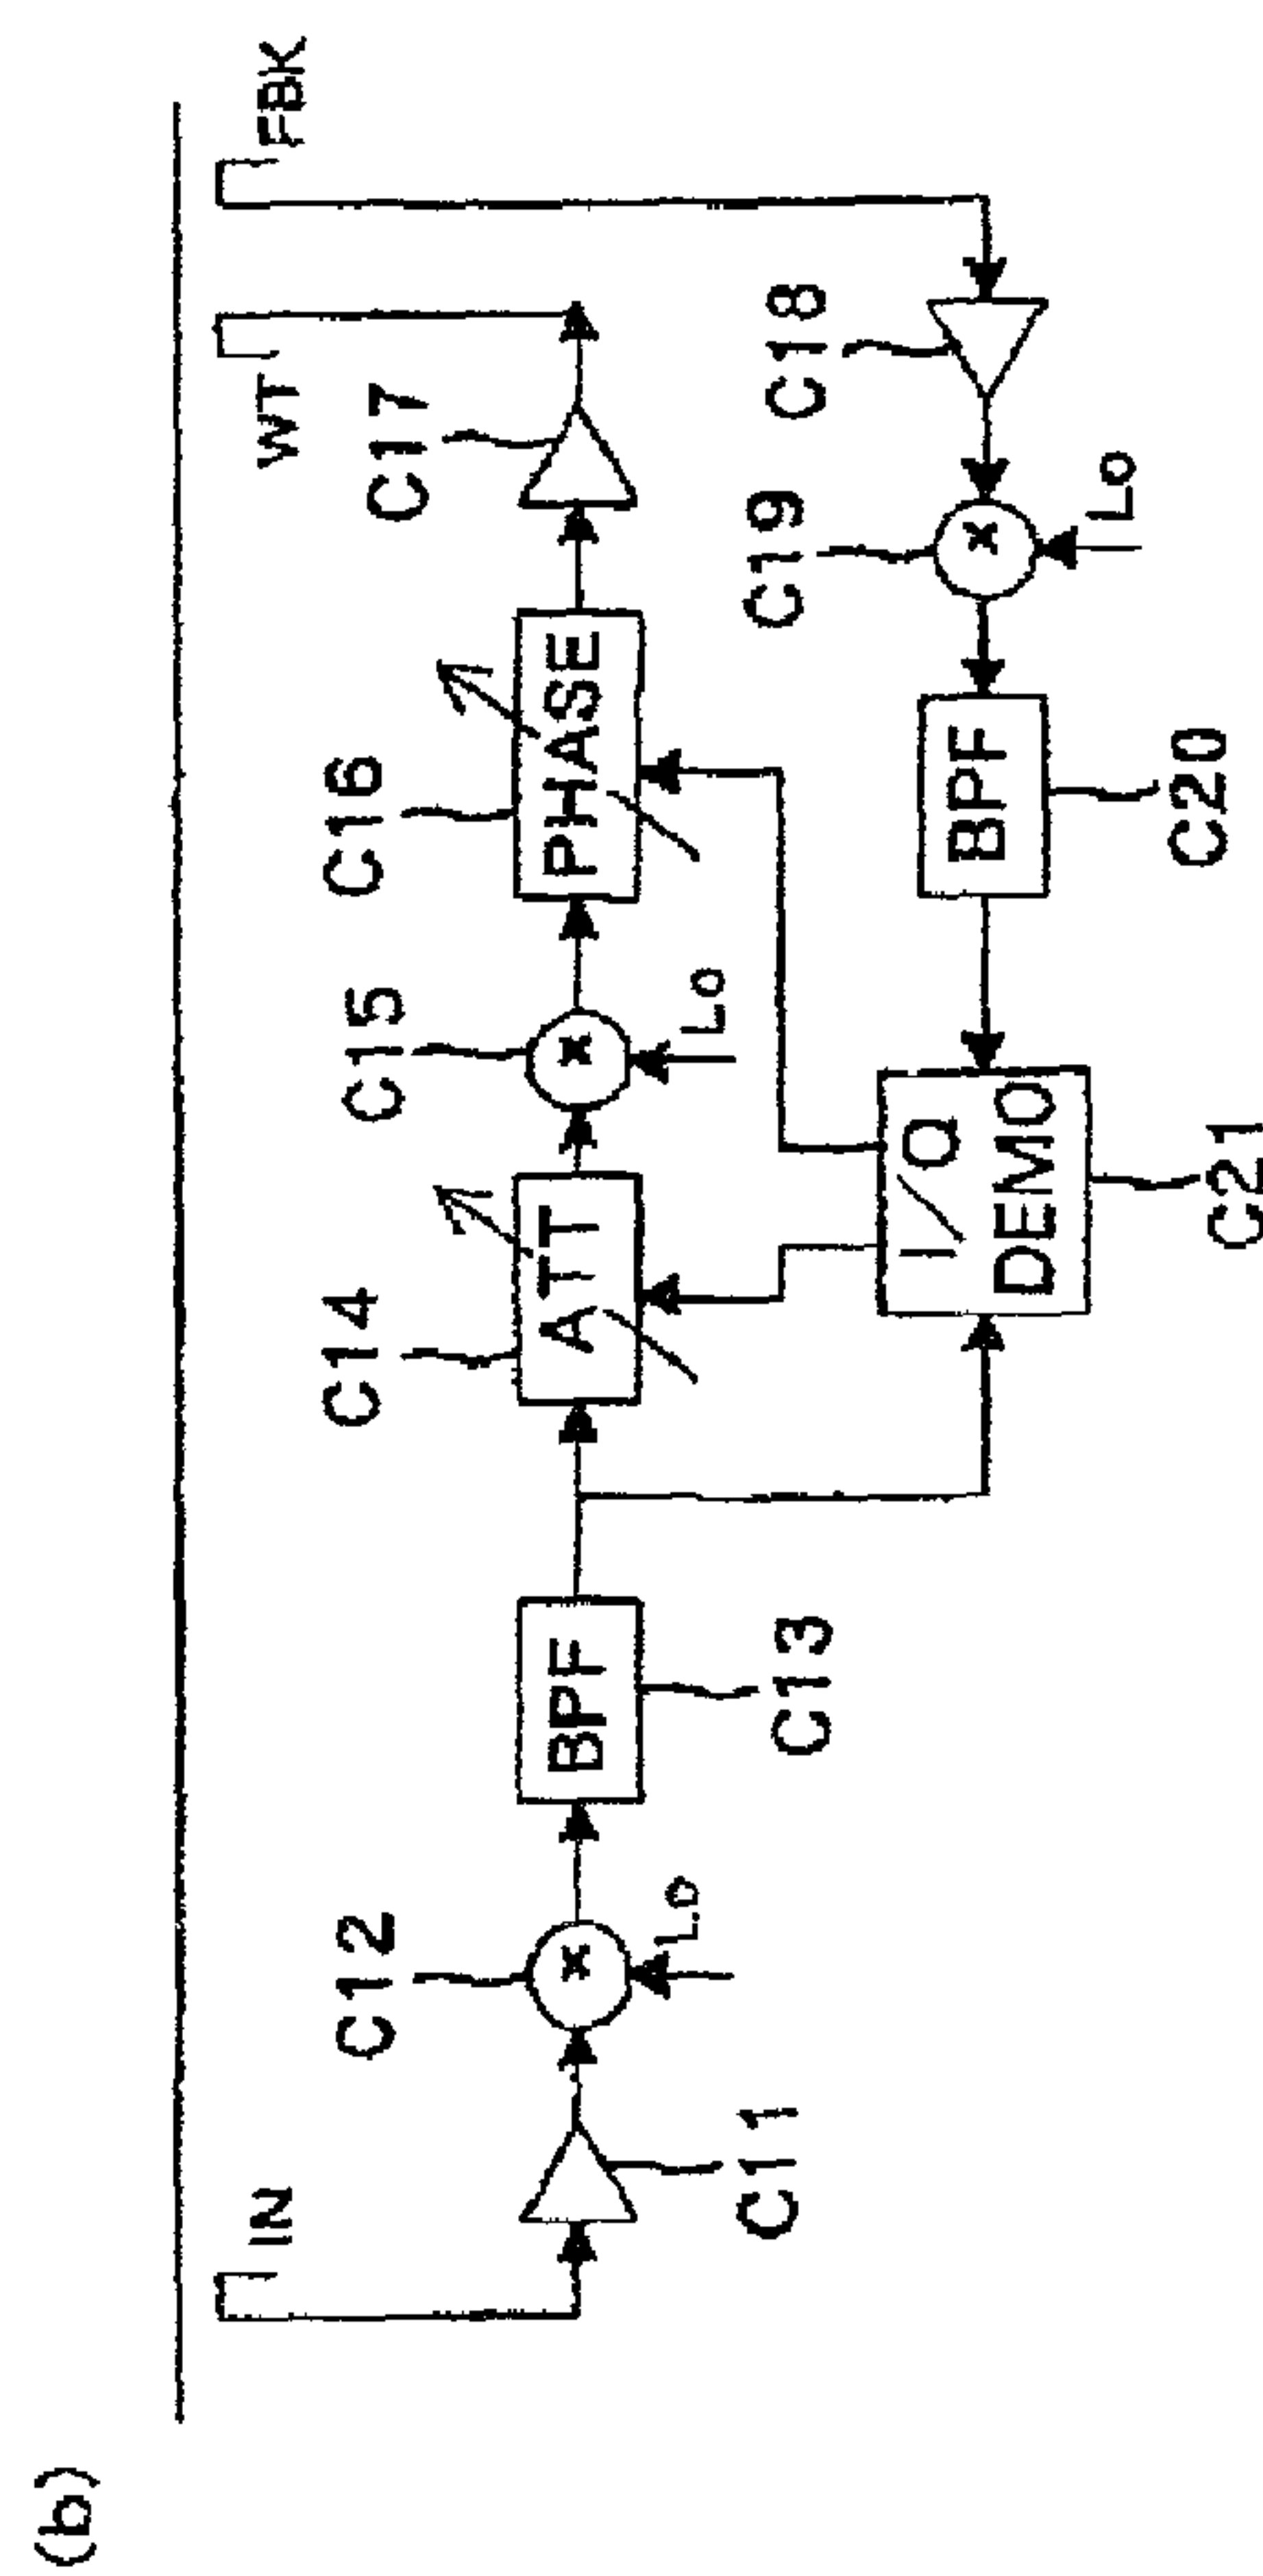 (b)
IN
WT
FBK
C11
C12
Lo
BPF
C13
C14
ATT
C15
Lo
C16
PHASE
C17
C18
C19
Lo
BPF
C20
I/Q
DEMO
C21